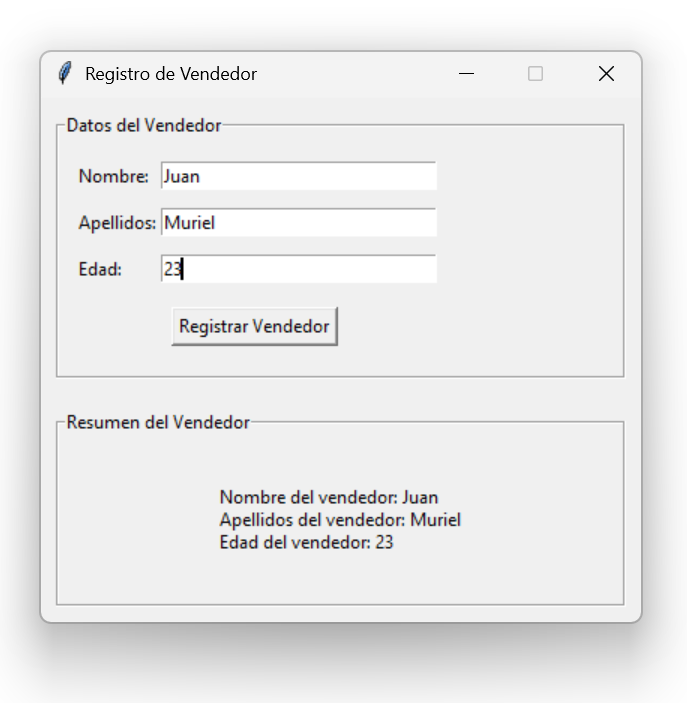 Registro de Vendedor
Datos del Vendedor
Nombre: Juan
Apellidos: Muriel
Edad: 23
Registrar Vendedor
Resumen del Vendedor
Nombre del vendedor: Juan
Apellidos del vendedor: Muriel
Edad del vendedor: 23